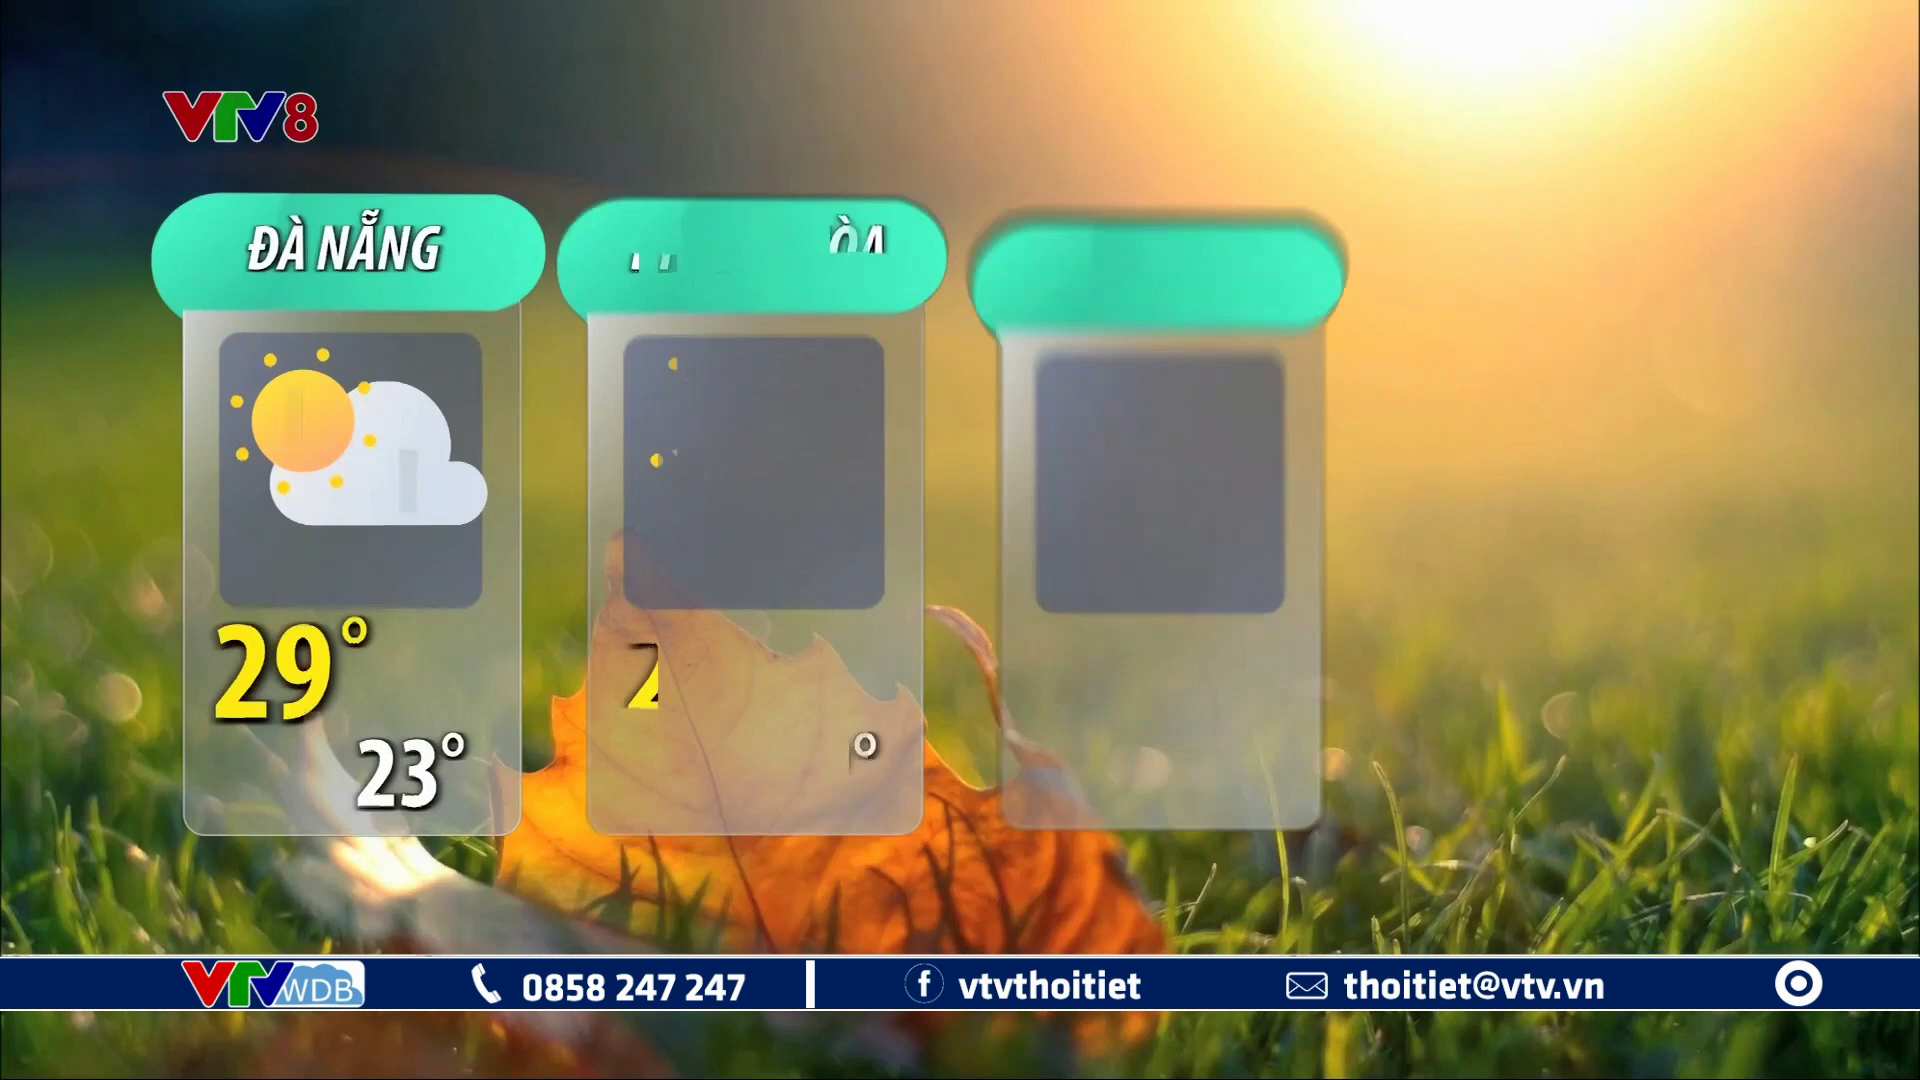 VTV8
ĐÀ NẴNG
29°
23°
VTV WDB
0858 247 247
vtvthoitiet
thoitiet@vtv.vn